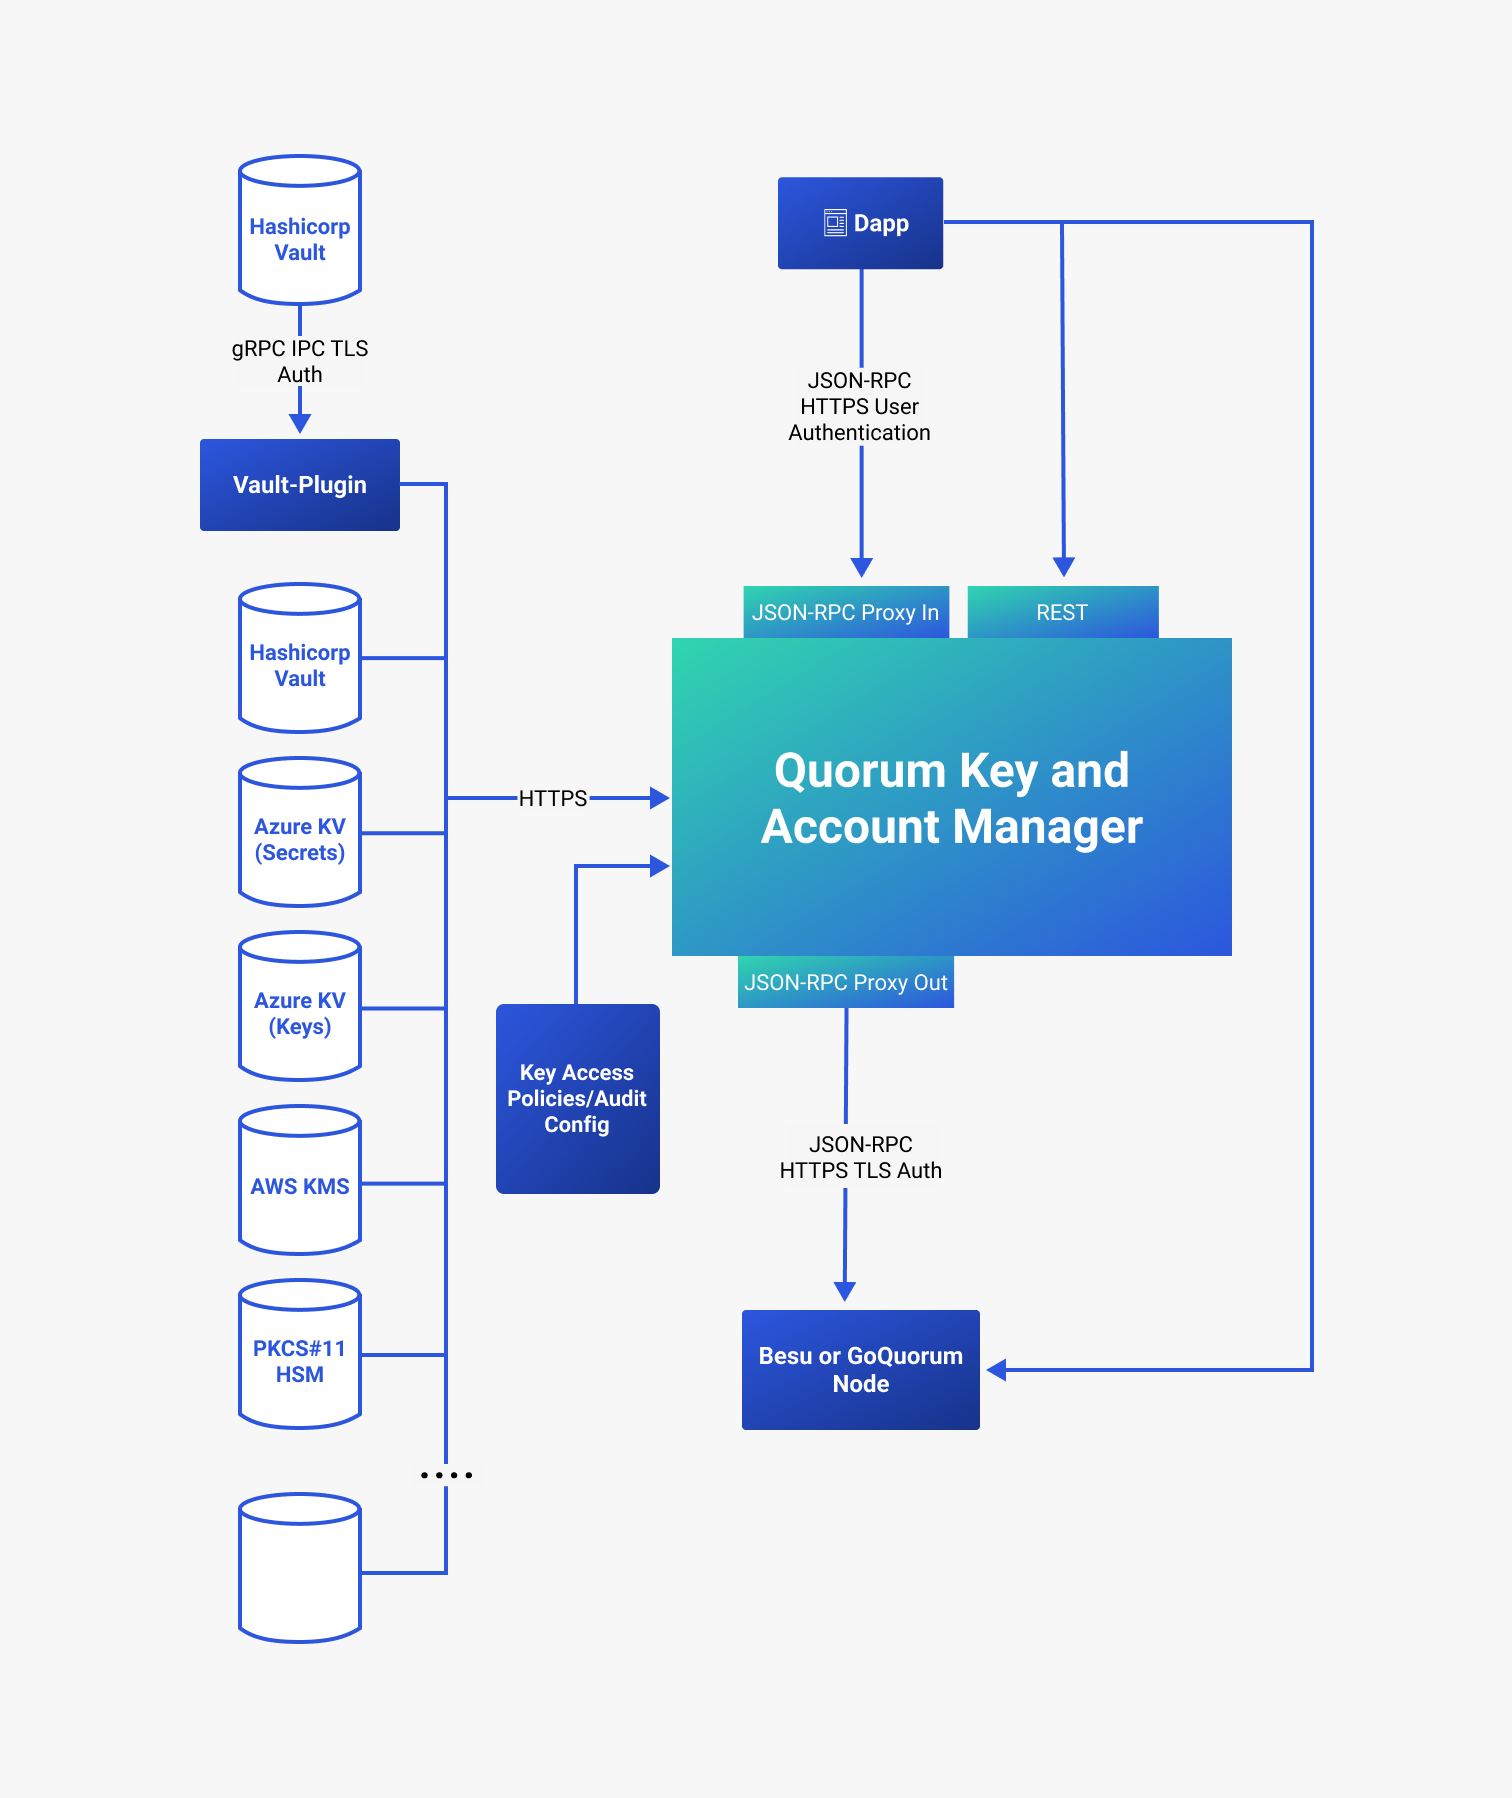 Hashicorp
Vault
gRPC IPC TLS
Auth
Vault-Plugin
Hashicorp
Vault
Azure KV
(Secrets)
Azure KV
(Keys)
AWS KMS
PKCS#11
HSM
....
HTTPS
Key Access
Policies/Audit
Config
Dapp
JSON-RPC
HTTPS User
Authentication
JSON-RPC Proxy In
REST
Quorum Key and
Account Manager
JSON-RPC Proxy Out
JSON-RPC
HTTPS TLS Auth
Besu or GoQuorum
Node